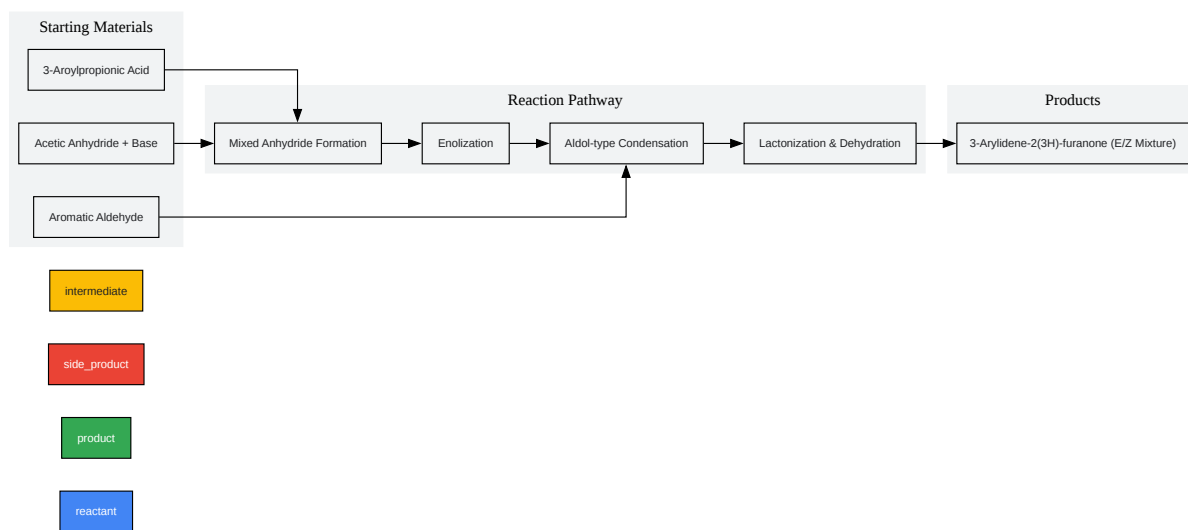 Starting Materials
3-Aroylpropionic Acid
Reaction Pathway
Products
Acetic Anhydride + Base
Mixed Anhydride Formation
Enolization
Aldol-type Condensation
Lactonization & Dehydration
3-Arylidene-2(3H)-furanone (E/Z Mixture)
Aromatic Aldehyde
intermediate
side_product
product
reactant